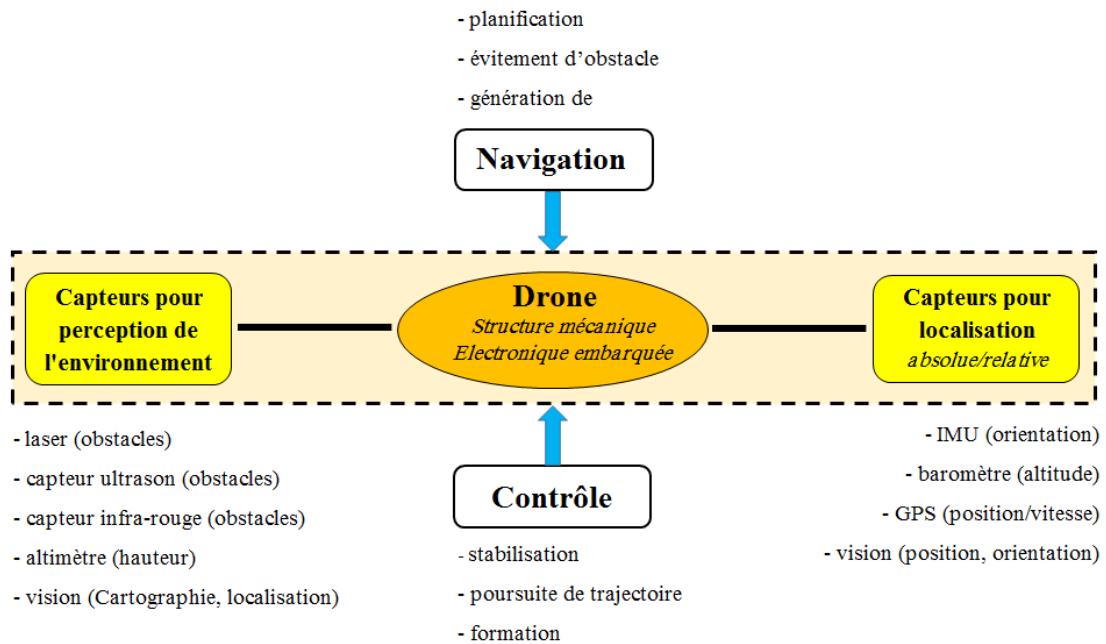 - planification
- évitement d’obstacle
- génération de
Navigation
Capteurs pour
perception de
l'environnement
Drone
Structure mécanique
Electronique embarquée
Capteurs pour
localisation
absolue/relative
- laser (obstacles)
- capteur ultrason (obstacles)
- capteur infra-rouge (obstacles)
- altimètre (hauteur)
- vision (Cartographie, localisation)
Contrôle
- stabilisation
- poursuite de trajectoire
- formation
- IMU (orientation)
- baromètre (altitude)
- GPS (position/vitesse)
- vision (position, orientation)